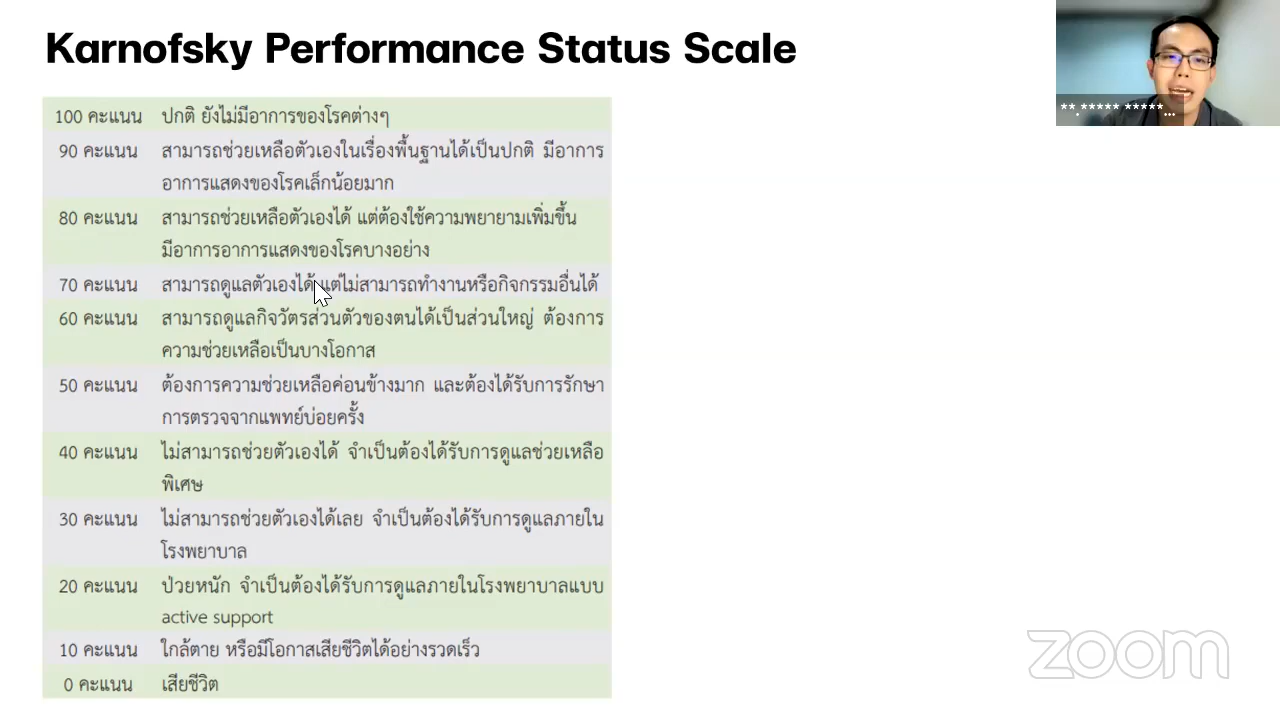 Karnofsky Performance Status Scale
**.***** *****...
100 คะแนน ปกติ ยังไม่มีอาการของโรคต่างๆ
90 คะแนน สามารถช่วยเหลือตัวเองในเรื่องพื้นฐานได้เป็นปกติ มีอาการ
อาการแสดงของโรคเล็กน้อยมาก
80 คะแนน สามารถช่วยเหลือตัวเองได้ แต่ต้องใช้ความพยายามเพิ่มขึ้น
มีอาการอาการแสดงของโรคบางอย่าง
70 คะแนน สามารถดูแลตัวเองได้ แต่ไม่สามารถทำงานหรือกิจกรรมอื่นได้
60 คะแนน สามารถดูแลกิจวัตรส่วนตัวของตนได้เป็นส่วนใหญ่ ต้องการ
ความช่วยเหลือเป็นบางโอกาส
50 คะแนน ต้องการความช่วยเหลือค่อนข้างมาก และต้องได้รับการรักษา
การตรวจจากแพทย์บ่อยครั้ง
40 คะแนน ไม่สามารถช่วยตัวเองได้ จำเป็นต้องได้รับการดูแลช่วยเหลือ
พิเศษ
30 คะแนน ไม่สามารถช่วยตัวเองได้เลย จำเป็นต้องได้รับการดูแลภายใน
โรงพยาบาล
20 คะแนน ป่วยหนัก จำเป็นต้องได้รับการดูแลภายในโรงพยาบาลแบบ
active support
10 คะแนน ใกล้ตาย หรือมีโอกาสเสียชีวิตได้อย่างรวดเร็ว
0 คะแนน เสียชีวิต
zoom